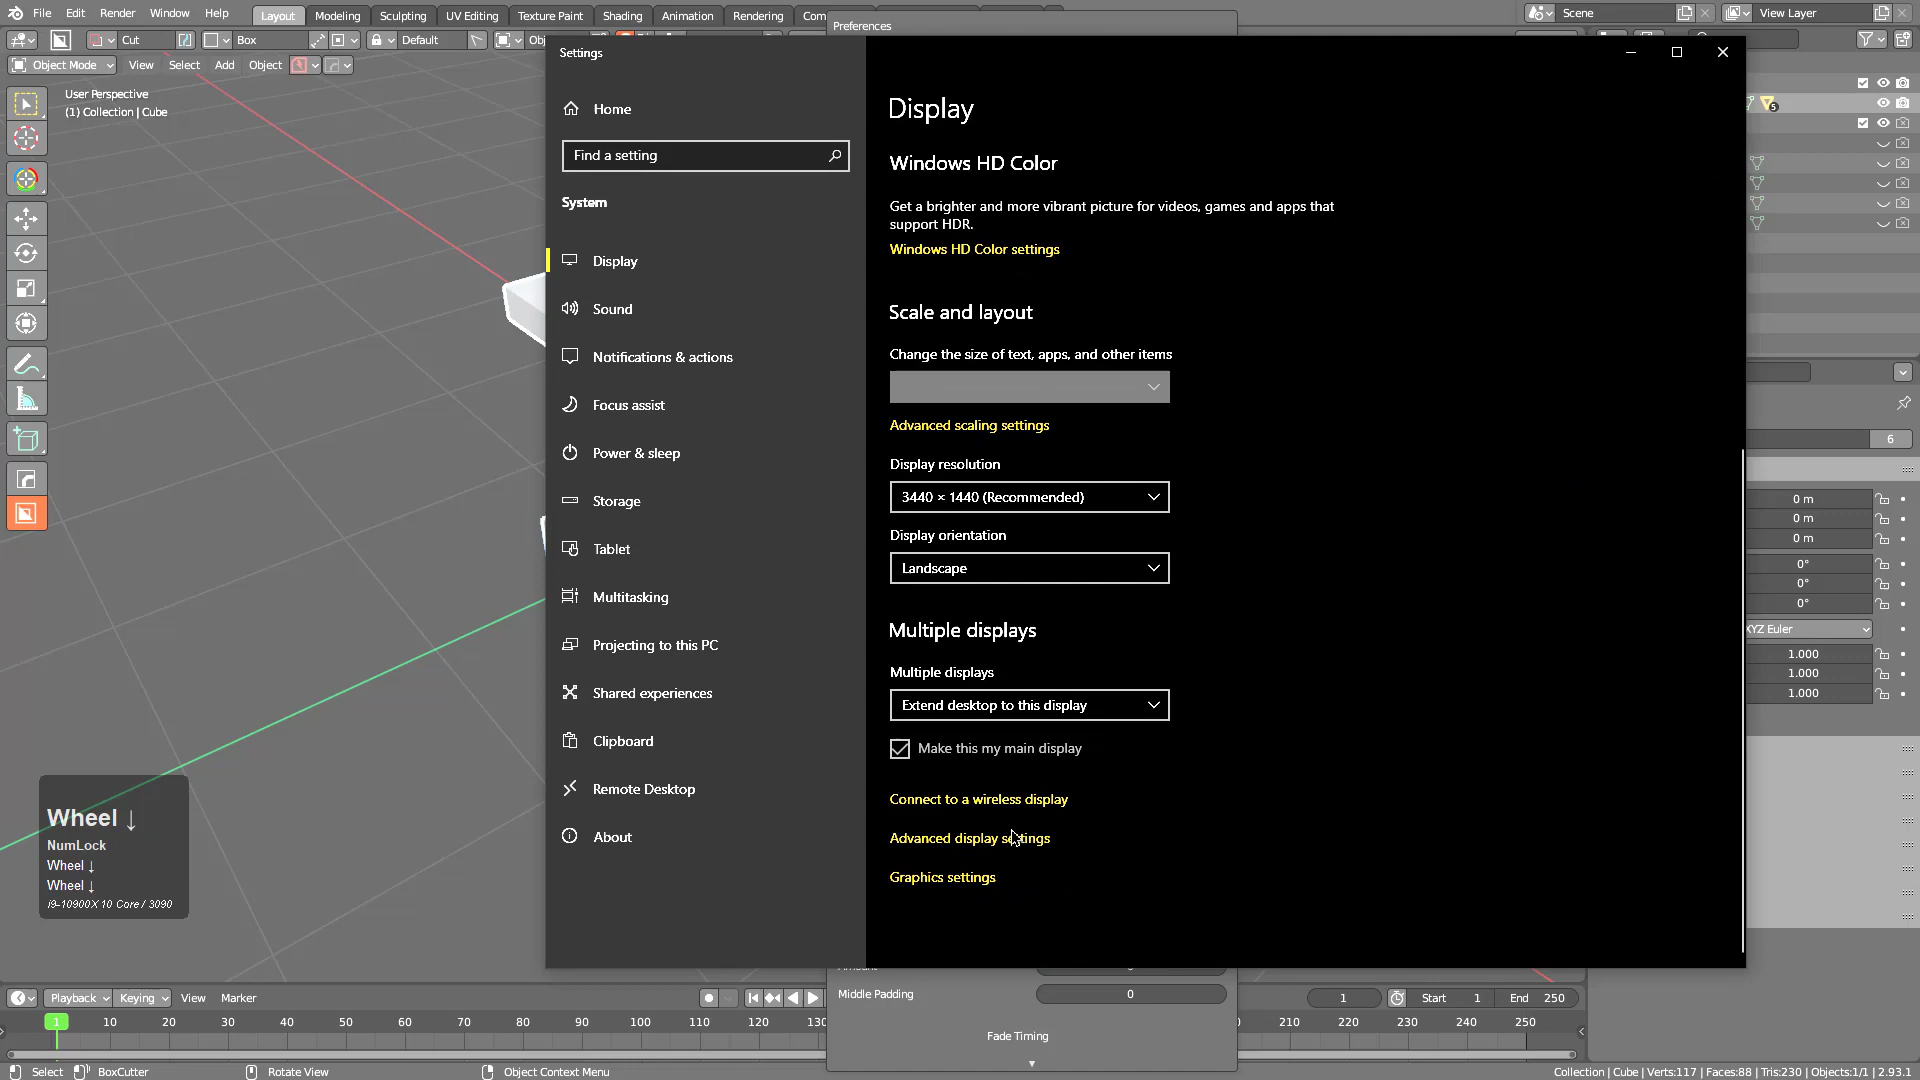 File Edit Render Window Help Layout Modeling Sculpting UV Editing Texture Paint Shading Animation Rendering Com
Preferences
Scene
View Layer
Cut Box Default Obj
Object Mode View Select Add Object
User Perspective
(1) Collection | Cube
Settings
Home
Find a setting
System
Display
Sound
Notifications & actions
Focus assist
Power & sleep
Storage
Tablet
Multitasking
Projecting to this PC
Shared experiences
Clipboard
Remote Desktop
About
Display
Windows HD Color
Get a brighter and more vibrant picture for videos, games and apps that
support HDR.
Windows HD Color settings
Scale and layout
Change the size of text, apps, and other items
Advanced scaling settings
Display resolution
3440 × 1440 (Recommended)
Display orientation
Landscape
Multiple displays
Multiple displays
Extend desktop to this display
Make this my main display
Connect to a wireless display
Advanced display settings
Graphics settings
5
6
0 m
0 m
0 m
0°
0°
0°
XYZ Euler
1.000
1.000
1.000
Wheel ↓
NumLock
Wheel ↓
Wheel ↓
i9-10900X 10 Core / 3090
Middle Padding 0
Fade Timing
Playback Keying View Marker
1 Start 1 End 250
1 10 20 30 40 50 60 70 80 90 100 110 120 130
210 220 230 240 250
Select BoxCutter Rotate View Object Context Menu
Collection | Cube | Verts:117 | Faces:88 | Tris:230 | Objects:1/1 | 2.93.1